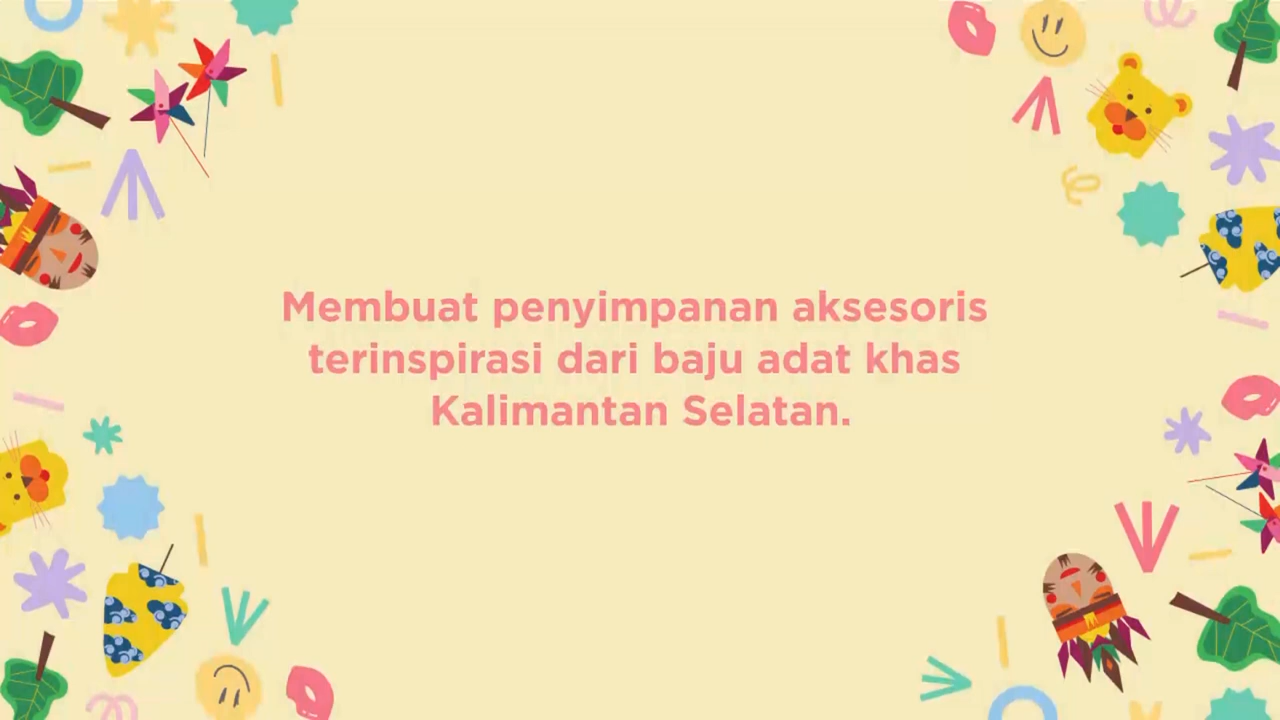 Membuat penyimpanan aksesoris
terinspirasi dari baju adat khas
Kalimantan Selatan.